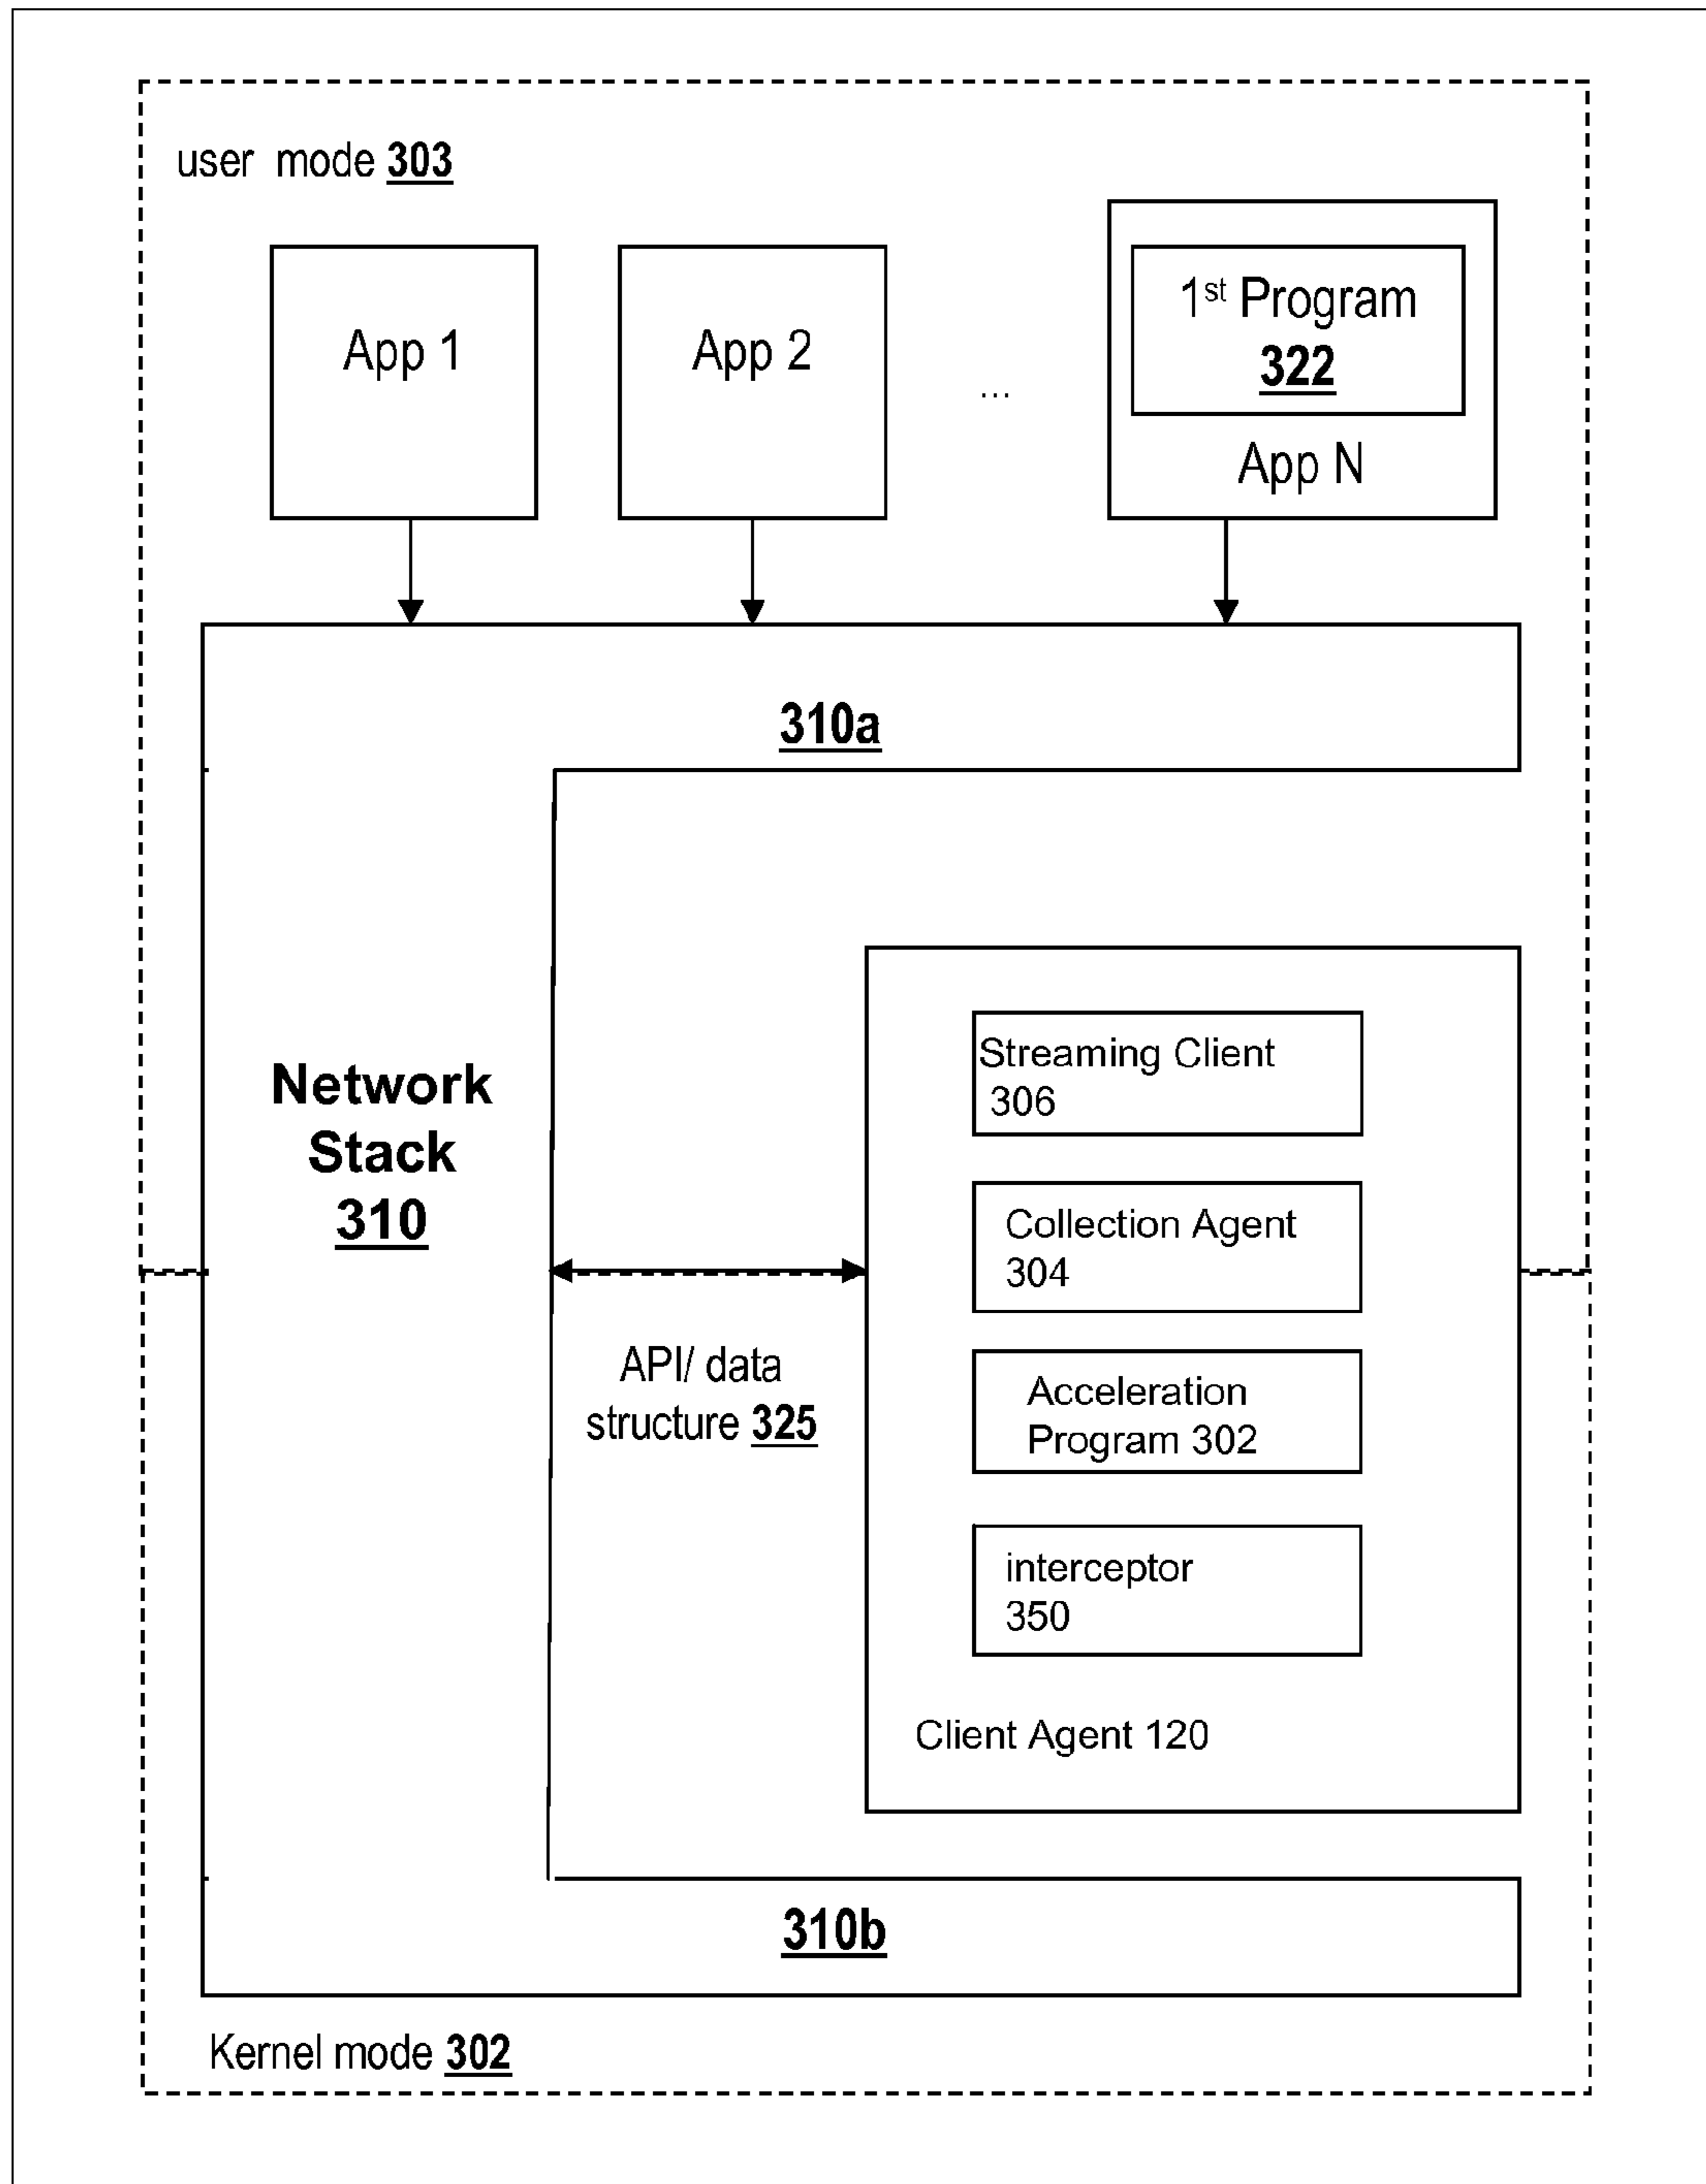 user mode 303
App 1
App 2
...
1st Program
322
App N
310a
Network
Stack
310
Streaming Client
306
Collection Agent
304
API/ data
structure 325
Acceleration
Program 302
interceptor
350
Client Agent 120
310b
Kernel mode 302